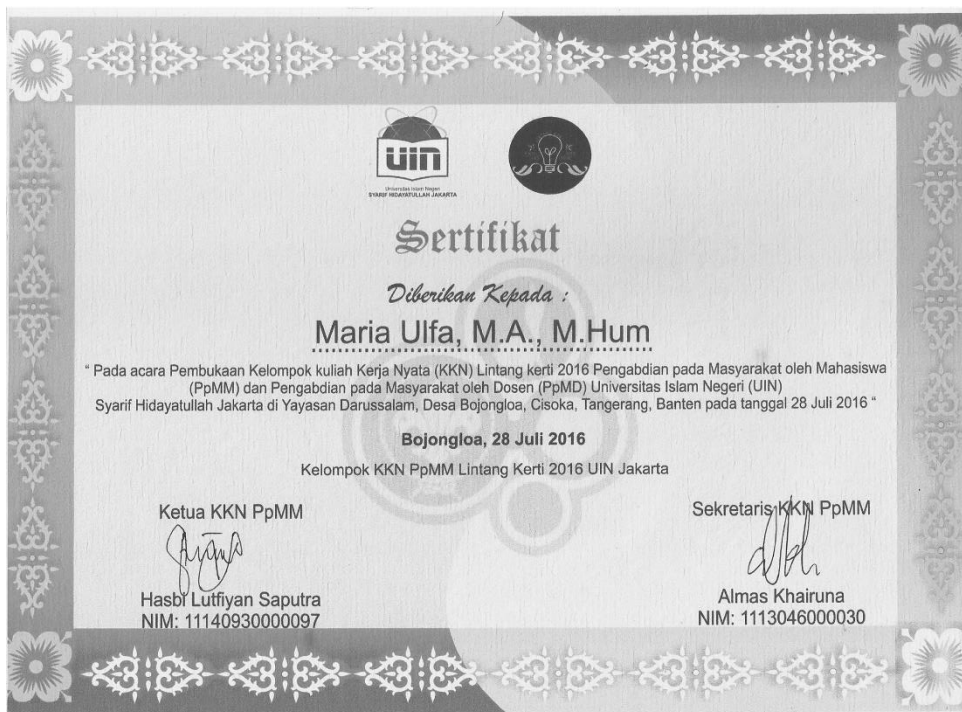 uin
Universitas Islam Negeri
SYARIF HIDAYATULLAH JAKARTA
Sertifikat
Diberikan Kepada :
Maria Ulfa, M.A., M.Hum
“ Pada acara Pembukaan Kelompok kuliah Kerja Nyata (KKN) Lintang kerti 2016 Pengabdian pada Masyarakat oleh Mahasiswa
(PpMM) dan Pengabdian pada Masyarakat oleh Dosen (PpMD) Universitas Islam Negeri (UIN)
Syarif Hidayatullah Jakarta di Yayasan Darussalam, Desa Bojongloa, Cisoka, Tangerang, Banten pada tanggal 28 Juli 2016 “
Bojongloa, 28 Juli 2016
Kelompok KKN PpMM Lintang Kerti 2016 UIN Jakarta
Ketua KKN PpMM
Hasbi Lutfiyan Saputra
NIM: 11140930000097
Sekretaris KKN PpMM
Almas Khairuna
NIM: 1113046000030